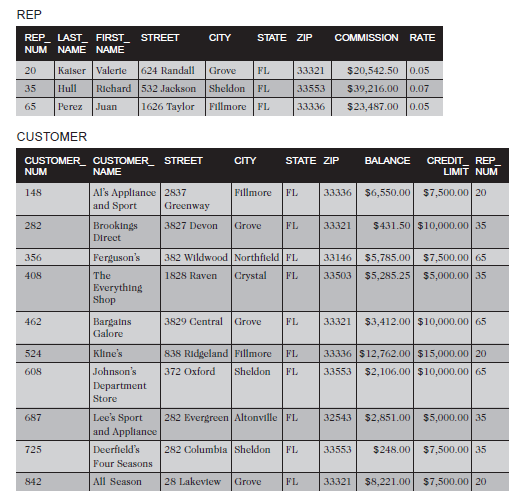 REP
REP_ LAST_ FIRST_ STREET CITY STATE ZIP COMMISSION RATE
NUM NAME NAME
20 Kaiser Valerie 624 Randall Grove FL 33321 $20,542.50 0.05
35 Hull Richard 532 Jackson Sheldon FL 33553 $39,216.00 0.07
65 Perez Juan 1626 Taylor Fillmore FL 33336 $23,487.00 0.05
CUSTOMER
CUSTOMER_ CUSTOMER_ STREET CITY STATE ZIP BALANCE CREDIT_ REP_
NUM NAME LIMIT NUM
148 Al's Appliance 2837 Fillmore FL 33336 $6,550.00 $7,500.00 20
and Sport Greenway
282 Brookings 3827 Devon Grove FL 33321 $431.50 $10,000.00 35
Direct
356 Ferguson's 382 Wildwood Northfield FL 33146 $5,785.00 $7,500.00 65
408 The 1828 Raven Crystal FL 33503 $5,285.25 $5,000.00 35
Everything
Shop
462 Bargains 3829 Central Grove FL 33321 $3,412.00 $10,000.00 65
Galore
524 Kline's 838 Ridgeland Fillmore FL 33336 $12,762.00 $15,000.00 20
608 Johnson's 372 Oxford Sheldon FL 33553 $2,106.00 $10,000.00 65
Department
Store
687 Lee's Sport 282 Evergreen Altonville FL 32543 $2,851.00 $5,000.00 35
and Appliance
725 Deerfield's 282 Columbia Sheldon FL 33553 $248.00 $7,500.00 35
Four Seasons
842 All Season 28 Lakeview Grove FL 33321 $8,221.00 $7,500.00 20